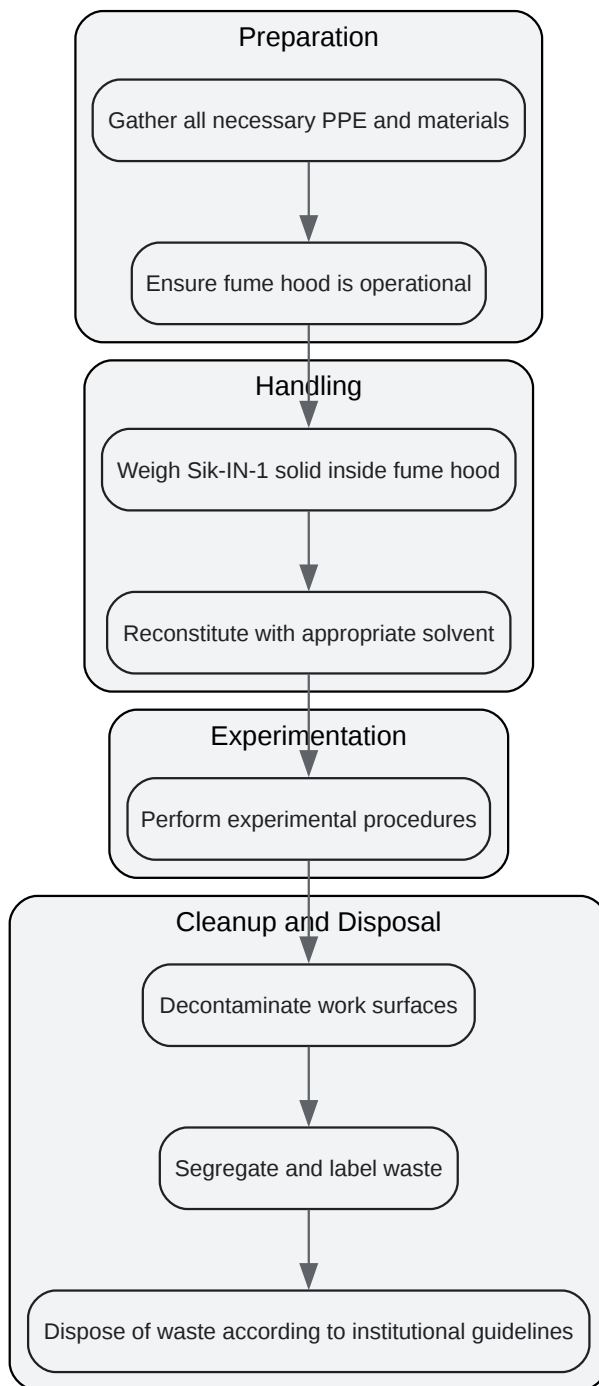 Preparation
Gather all necessary PPE and materials
Ensure fume hood is operational
Handling
Weigh Sik-IN-1 solid inside fume hood
Reconstitute with appropriate solvent
Experimentation
Perform experimental procedures
Cleanup and Disposal
Decontaminate work surfaces
Segregate and label waste
Dispose of waste according to institutional guidelines